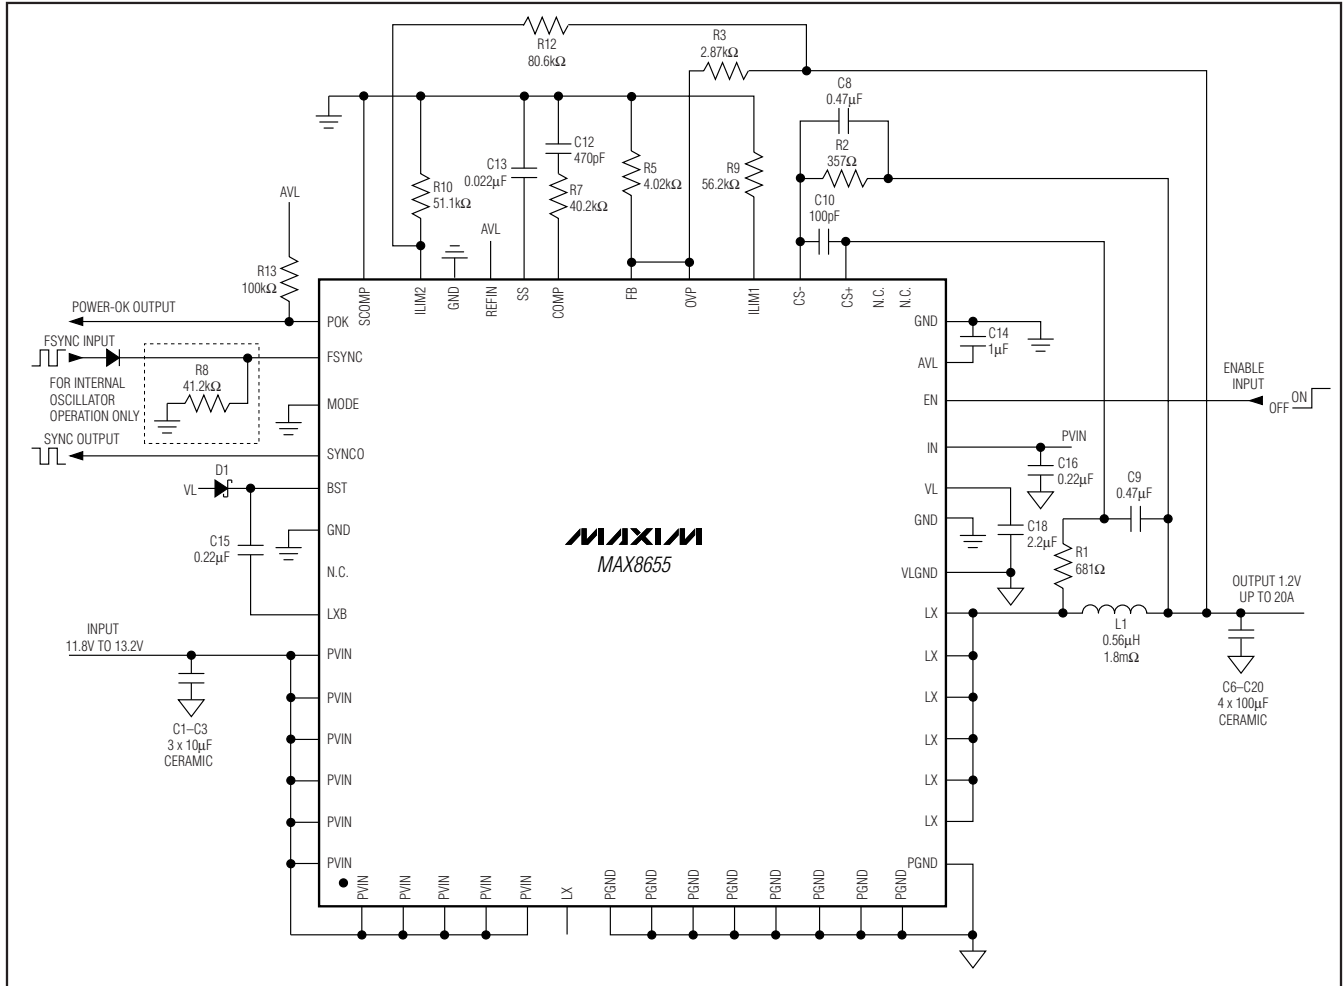 R12
80.6kΩ
R3
2.87kΩ
C8
0.47μF
R2
357Ω
C10
100pF
C13
0.022μF
C12
470pF
R10
51.1kΩ
R7
40.2kΩ
R5
4.02kΩ
R9
56.2kΩ
AVL
AVL
R13
100kΩ
POWER-OK OUTPUT
FSYNC INPUT
FOR INTERNAL
OSCILLATOR
OPERATION ONLY
R8
41.2kΩ
SYNC OUTPUT
D1
VL
C15
0.22μF
INPUT
11.8V TO 13.2V
C1–C3
3 x 10μF
CERAMIC
SCOMP
ILIM2
GND
REFIN
SS
COMP
FB
OVP
ILIM1
CS-
CS+
N.C.
N.C.
POK
FSYNC
MODE
SYNCO
BST
GND
N.C.
LXB
PVIN
PVIN
PVIN
PVIN
PVIN
PVIN
MAXIM
MAX8655
GND
AVL
EN
IN
VL
GND
VLGND
LX
LX
LX
LX
LX
LX
PGND
PVIN
PVIN
PVIN
PVIN
PVIN
LX
PGND
PGND
PGND
PGND
PGND
PGND
PGND
PGND
C14
1μF
ENABLE
INPUT
OFF
ON
PVIN
C16
0.22μF
C9
0.47μF
C18
2.2μF
R1
681Ω
L1
0.56μH
1.8mΩ
OUTPUT 1.2V
UP TO 20A
C6–C20
4 x 100μF
CERAMIC